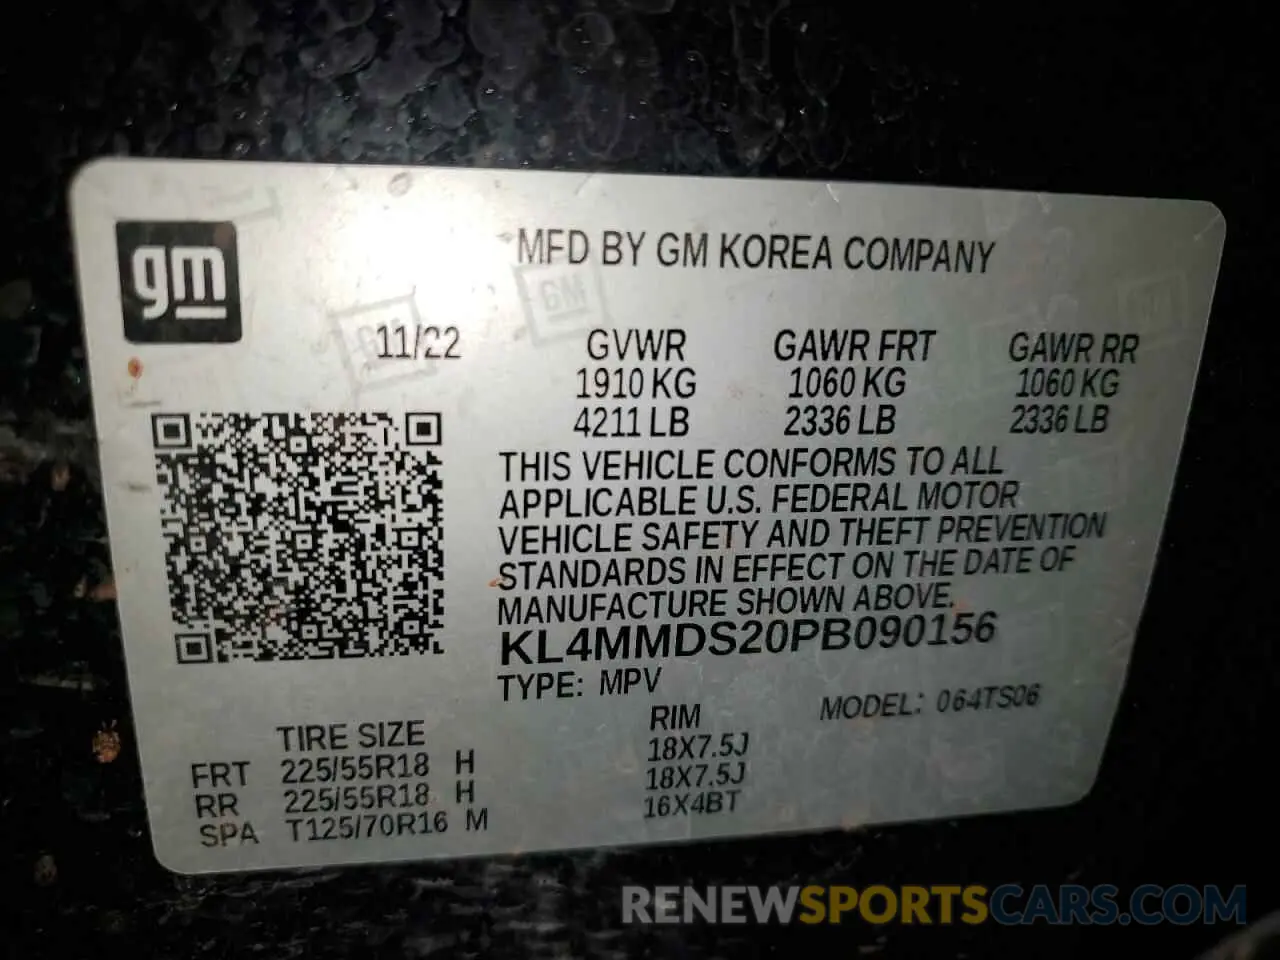 gm
MFD BY GM KOREA COMPANY
11/22
GVWR GAWR FRT GAWR RR
1910 KG 1060 KG 1060 KG
4211 LB 2336 LB 2336 LB
THIS VEHICLE CONFORMS TO ALL
APPLICABLE U.S. FEDERAL MOTOR
VEHICLE SAFETY AND THEFT PREVENTION
STANDARDS IN EFFECT ON THE DATE OF
MANUFACTURE SHOWN ABOVE.
KL4MMDS20PB090156
TYPE: MPV
MODEL: 064TS06
TIRE SIZE RIM
FRT 225/55R18 H 18X7.5J
RR 225/55R18 H 18X7.5J
SPA T125/70R16 M 16X4BT
GM
GM
RENEWSPORTSCARS.COM